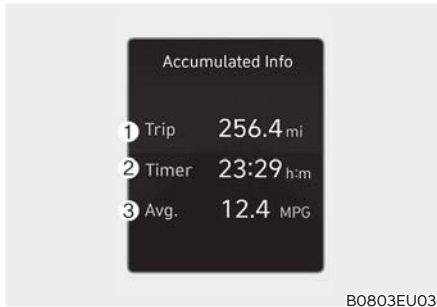 Accumulated Info
1 Trip 256.4 mi
2 Timer 23:29 h:m
3 Avg. 12.4 MPG
B0803EU03